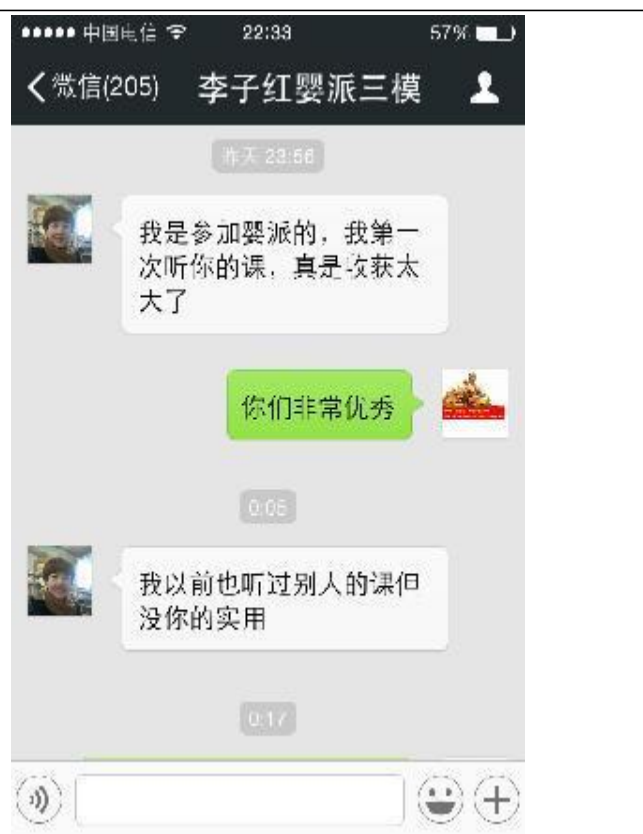 中国电信 22:33 57%
微信(205) 李子红婴派三模
昨天 23:56
我是参加婴派的，我第一
次听你的课，真是收获太
大了
你们非常优秀
0:05
我以前也听过别人的课但
没你的实用
0:17